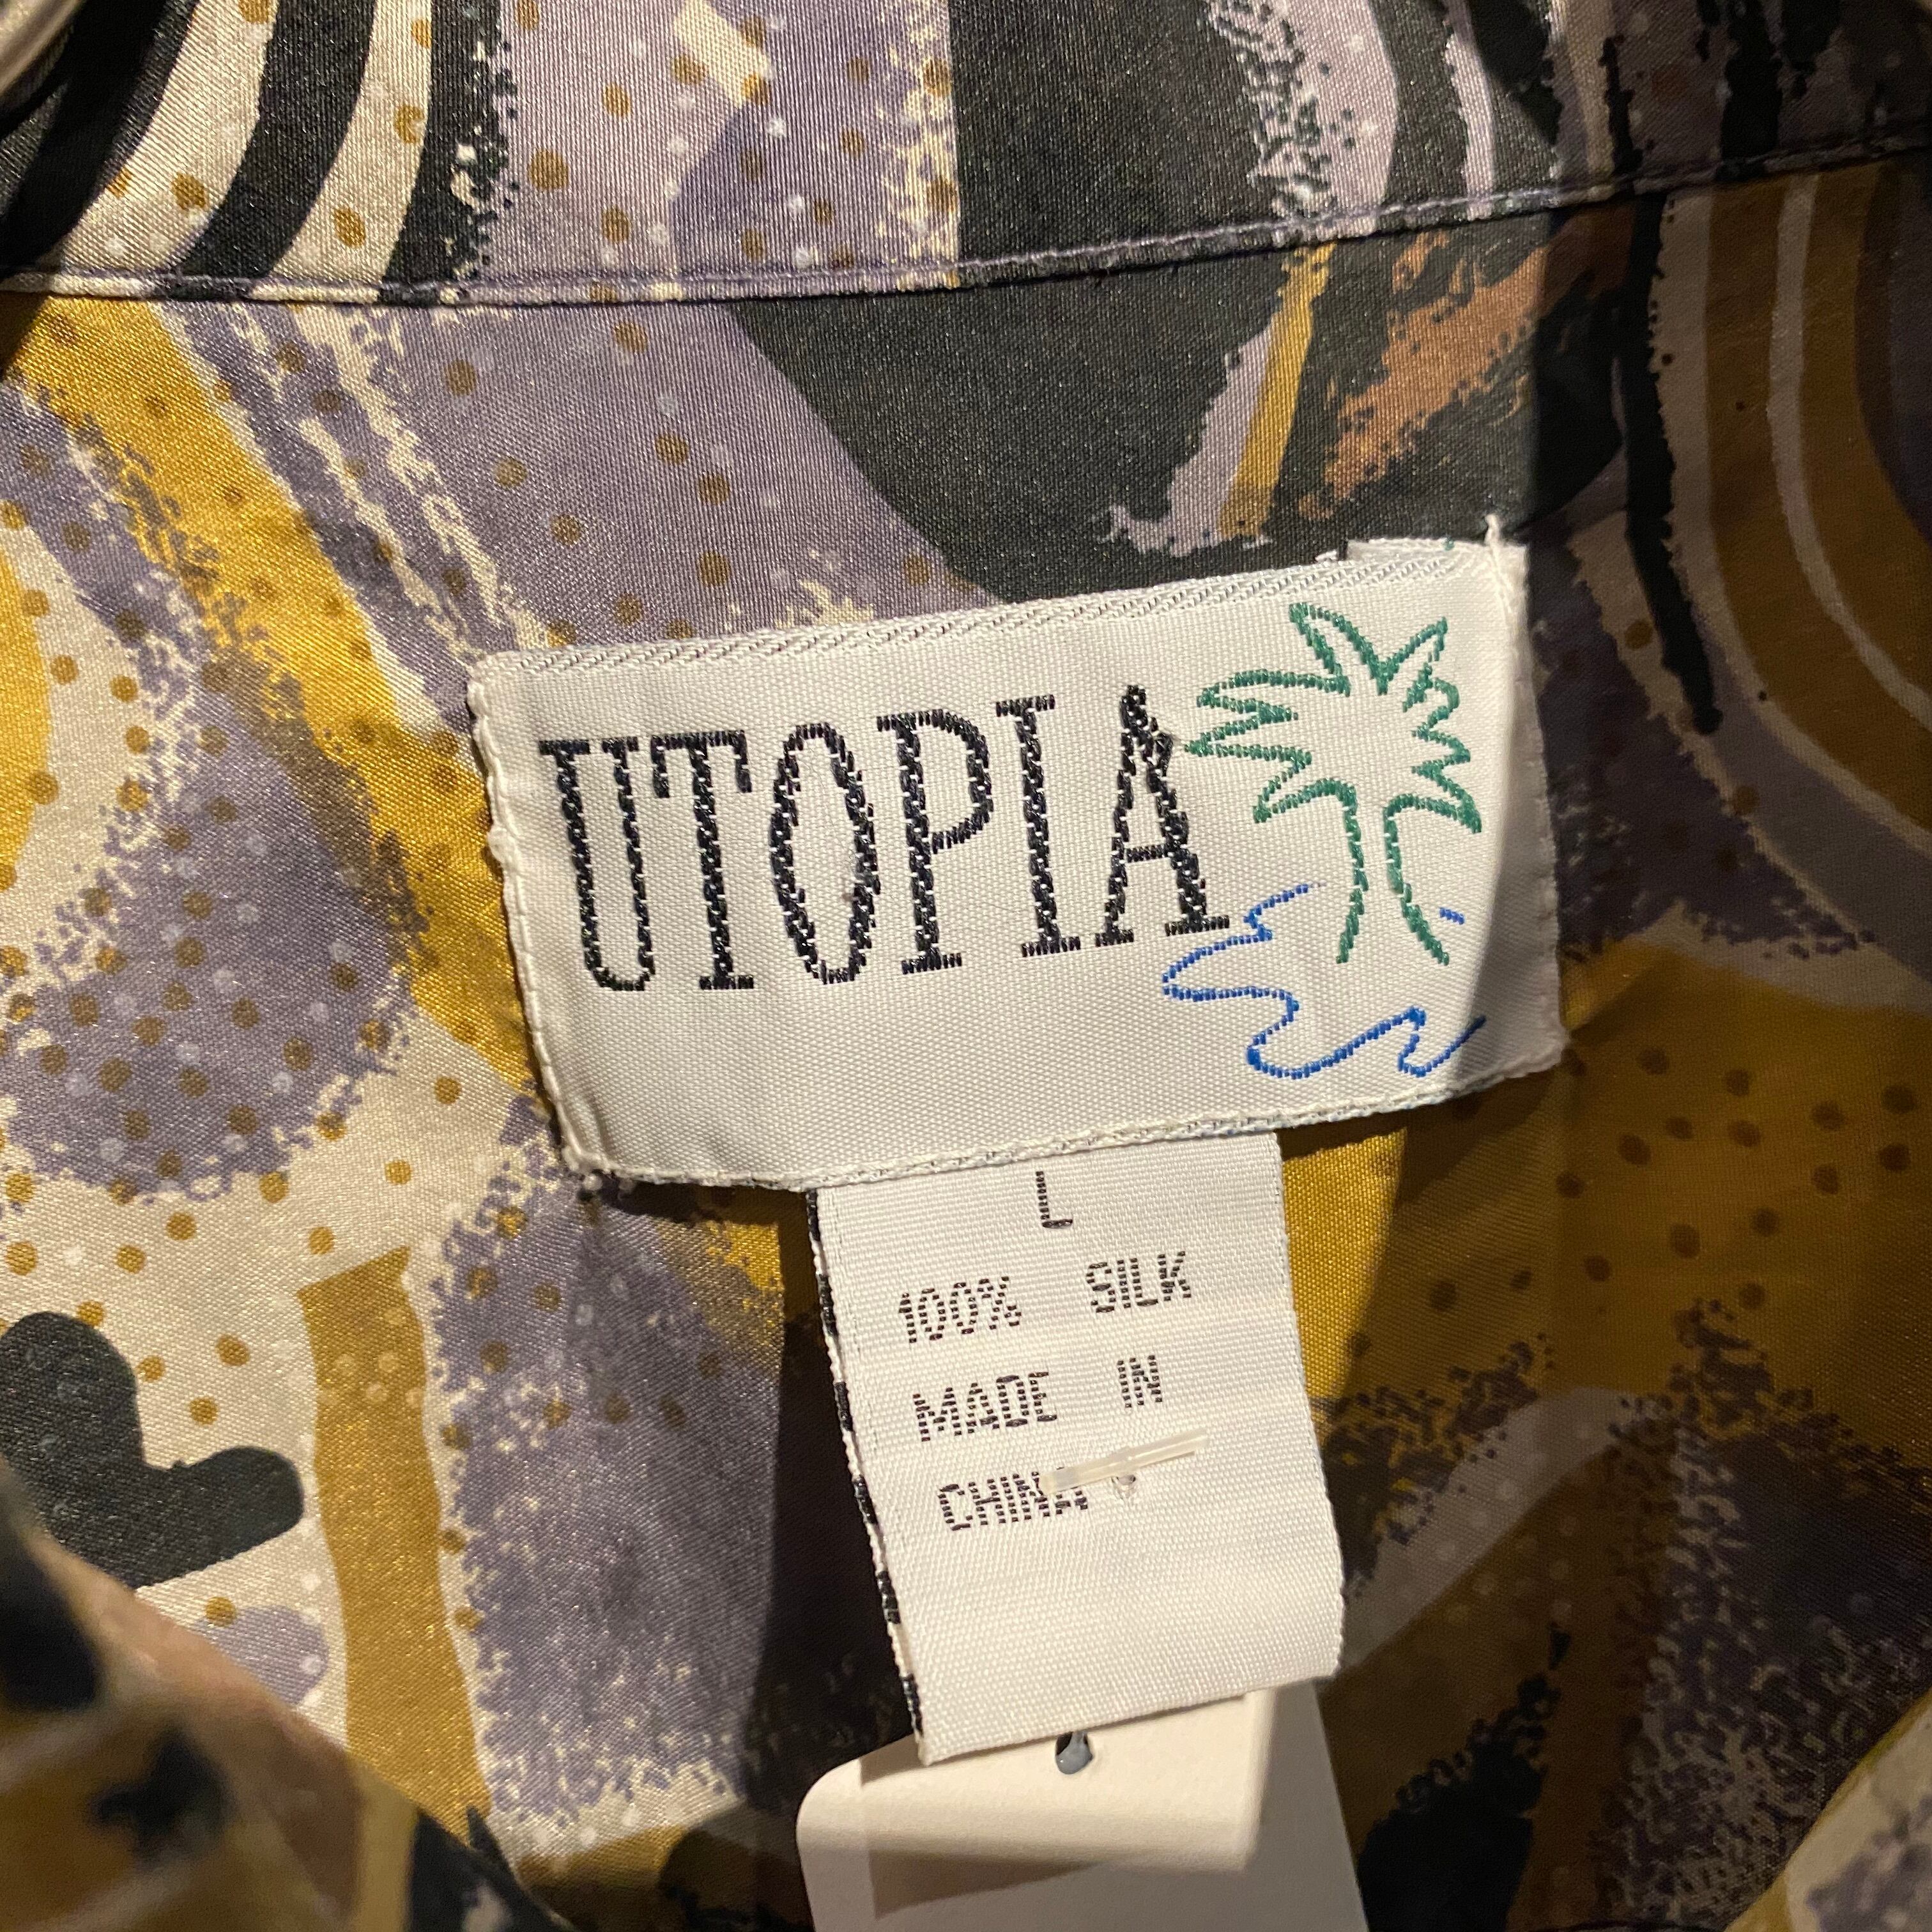 UTOPIA
L
100% SILK
MADE IN
CHINA